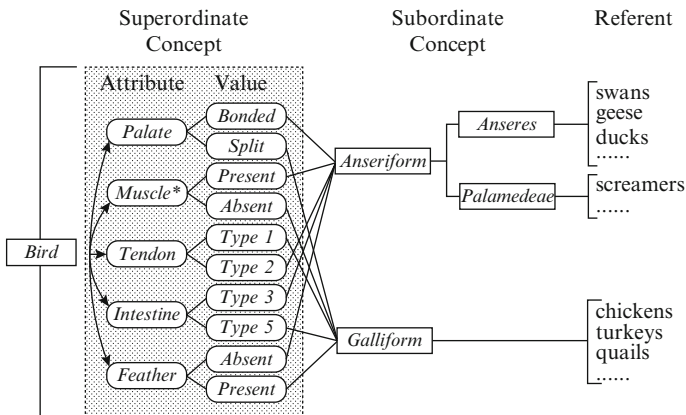 Superordinate
Concept
Subordinate
Concept
Referent
Attribute
Value
Bird
Palate
Bonded
Split
Muscle*
Present
Absent
Tendon
Type 1
Type 2
Intestine
Type 3
Type 5
Feather
Absent
Present
Anseriform
Galliform
Anseres
Palamedeae
swans
geese
ducks
......
screamers
......
chickens
turkeys
quails
......